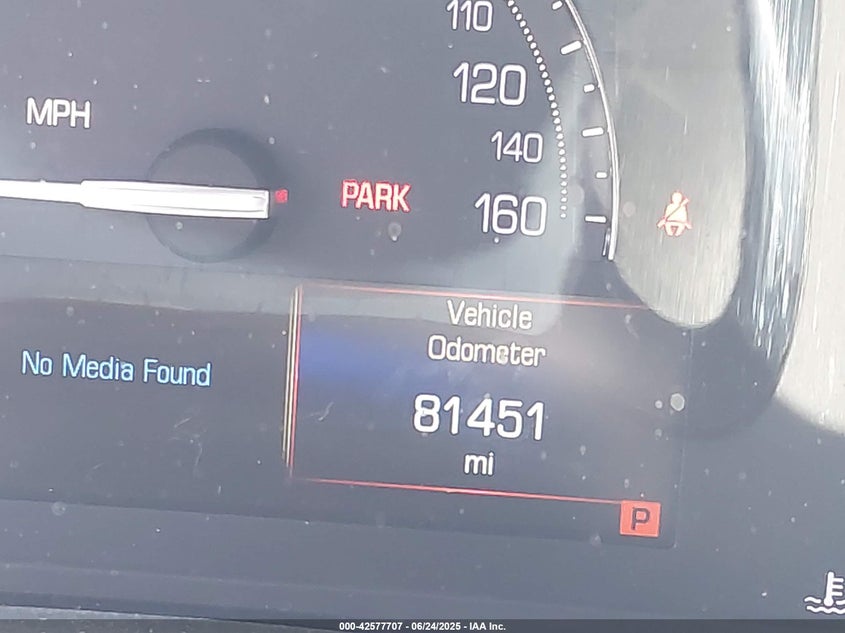 110
120
MPH
140
PARK
160
Vehicle
Odometer
No Media Found
81451
mi
P
000-42577707 - 06/24/2025 - IAA Inc.